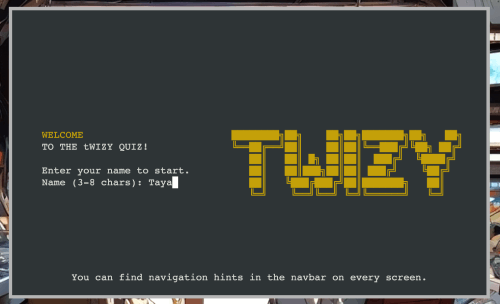 WELCOME
TO THE tWIZY QUIZ!
TWIZY
Enter your name to start.
Name (3-8 chars): Taya
You can find navigation hints in the navbar on every screen.